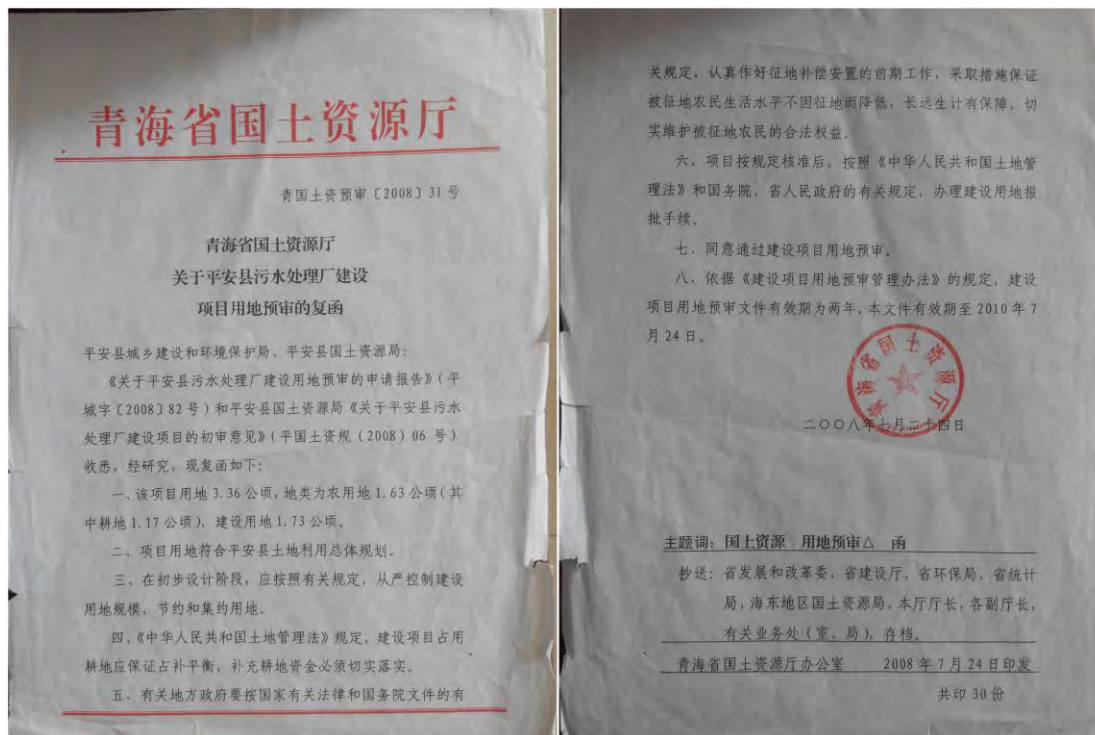 青海省国土资源厅
青国土资预审〔2008〕31号
青海省国土资源厅
关于平安县污水处理厂建设
项目用地预审的复函
平安县城乡建设和环境保护局、平安县国土资源局：
《关于平安县污水处理厂建设用地预审的申请报告》(平
城字〔2008〕82号)和平安县国土资源局《关于平安县污水
处理厂建设项目的初审意见》(平国土资规(2008)06 号)
收悉，经研究，现复函如下：
一、该项目用地 3.36 公顷，地类为农用地1.63 公顷(其
中耕地1.17 公顷)，建设用地1.73 公顷。
二、项目用地符合平安县土地利用总体规划。
三、在初步设计阶段，应按照有关规定，从严控制建设
用地规模，节约和集约用地。
四、《中华人民共和国土地管理法》规定，建设项目占用
耕地应保证占补平衡，补充耕地资金必须切实落实。
五、有关地方政府要按国家有关法律和国务院文件的有
关规定，认真作好征地补偿安置的前期工作，采取措施保证
被征地农民生活水平不因征地而降低，长远生计有保障，切
实维护被征地农民的合法权益。
六、项目按规定核准后，按照《中华人民共和国土地管
理法》和国务院、省人民政府的有关规定，办理建设用地报
批手续。
七、同意通过建设项目用地预审。
八、依据《建设项目用地预审管理办法》的规定，建设
项目用地预审文件有效期为两年，本文件有效期至 2010 年 7
月 24 日。
青海省国土资源厅
二〇〇八年七月二十四日
主题词：国土资源 用地预审△ 函
抄送：省发展和改革委，省建设厅，省环保局，省统计
局，海东地区国土资源局，本厅厅长，各副厅长，
有关业务处(室、局)，存档。
青海省国土资源厅办公室 2008 年 7 月 24 日印发
共印 30 份